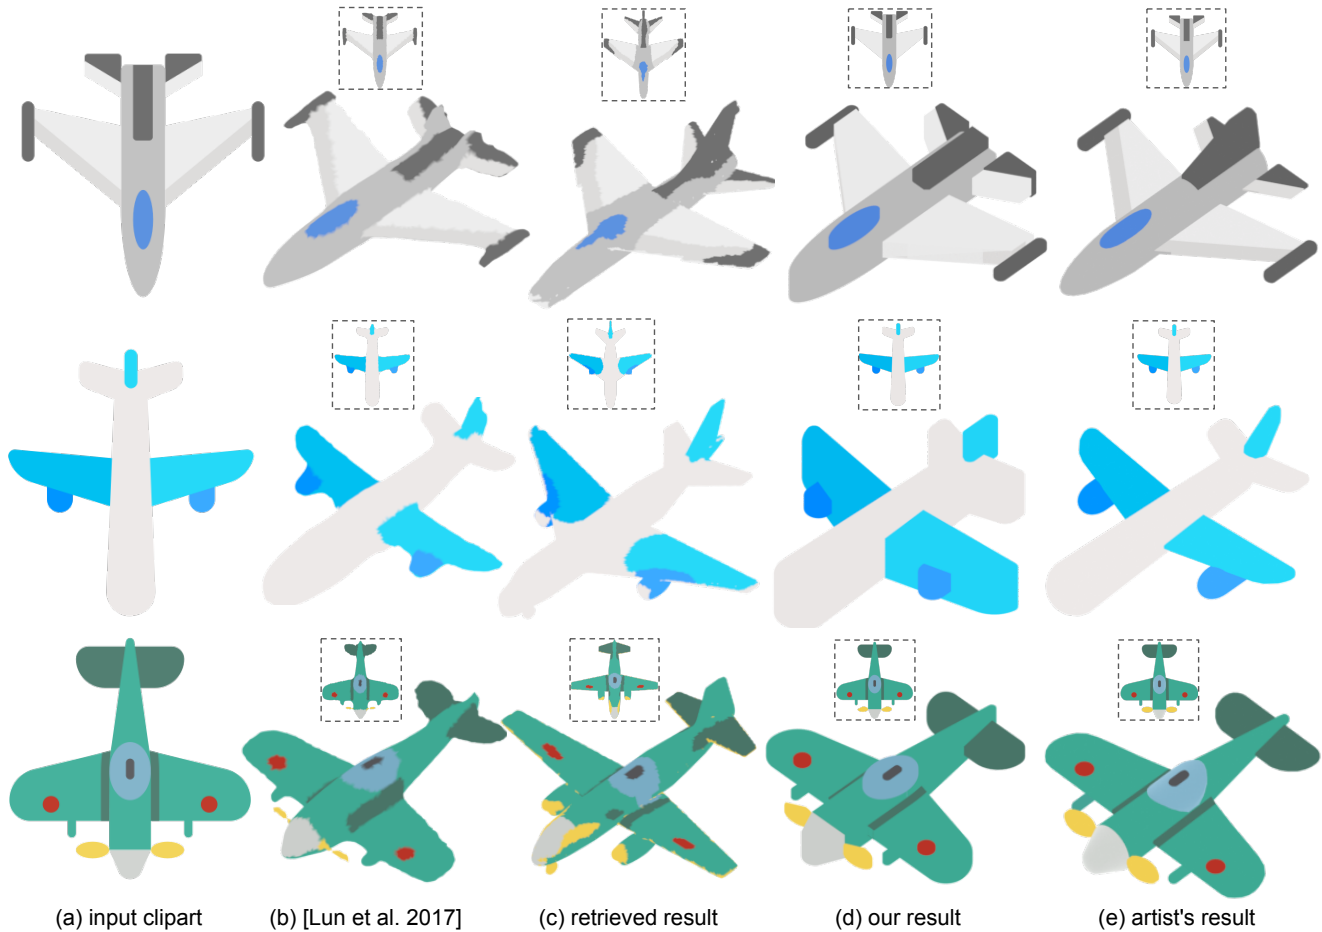 (a) input clipart (b) [Lun et al. 2017] (c) retrieved result (d) our result (e) artist's result